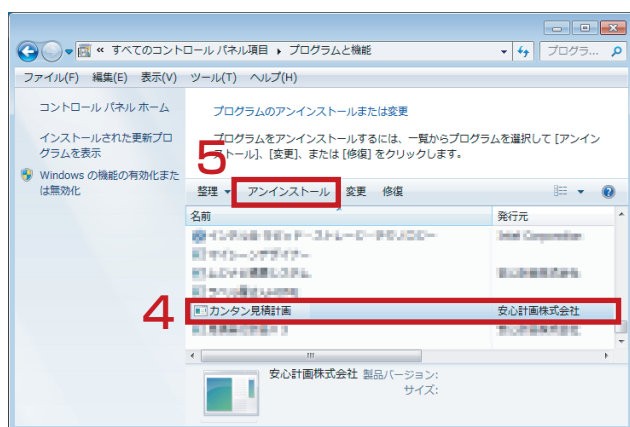 « すべてのコントロール パネル項目 ▸ プログラムと機能
プログラ...
ファイル(F) 編集(E) 表示(V) ツール(T) ヘルプ(H)
コントロール パネル ホーム
インストールされた更新プロ
グラムを表示
Windows の機能の有効化また
は無効化
プログラムのアンインストールまたは変更
プログラムをアンインストールするには、一覧からプログラムを選択して [アンイン
ストール]、[変更]、または [修復] をクリックします。
5
整理 アンインストール 変更 修復
名前 発行元
4
カンタン見積計画 安心計画株式会社
安心計画株式会社 製品バージョン:
サイズ: